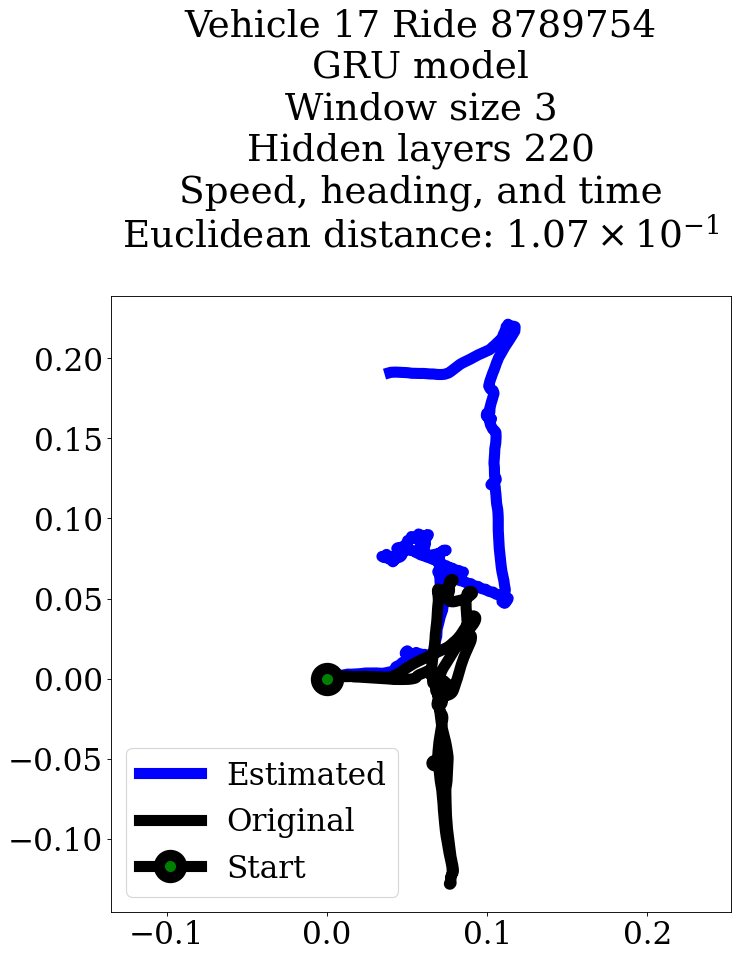 Vehicle 17 Ride 8789754
GRU model
Window size 3
Hidden layers 220
Speed, heading, and time
Euclidean distance: 1.07 × 10⁻¹
0.20
0.15
0.10
0.05
0.00
−0.05
−0.10
Estimated
Original
Start
−0.1 0.0 0.1 0.2